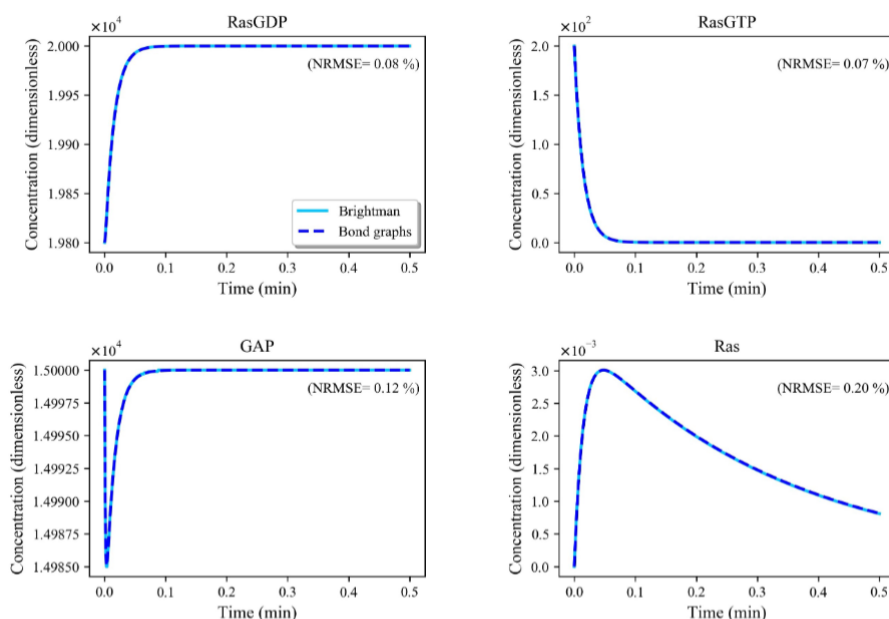 RasGDP
×10⁴
2.000
1.995
1.990
1.985
1.980
Concentration (dimensionless)
(NRMSE= 0.08 %)
Brightman
Bond graphs
0.0 0.1 0.2 0.3 0.4 0.5
Time (min)
RasGTP
×10²
2.0
1.5
1.0
0.5
0.0
Concentration (dimensionless)
(NRMSE= 0.07 %)
0.0 0.1 0.2 0.3 0.4 0.5
Time (min)
GAP
×10⁴
1.50000
1.49975
1.49950
1.49925
1.49900
1.49875
1.49850
Concentration (dimensionless)
(NRMSE= 0.12 %)
0.0 0.1 0.2 0.3 0.4 0.5
Time (min)
Ras
×10⁻³
3.0
2.5
2.0
1.5
1.0
0.5
0.0
Concentration (dimensionless)
(NRMSE= 0.20 %)
0.0 0.1 0.2 0.3 0.4 0.5
Time (min)